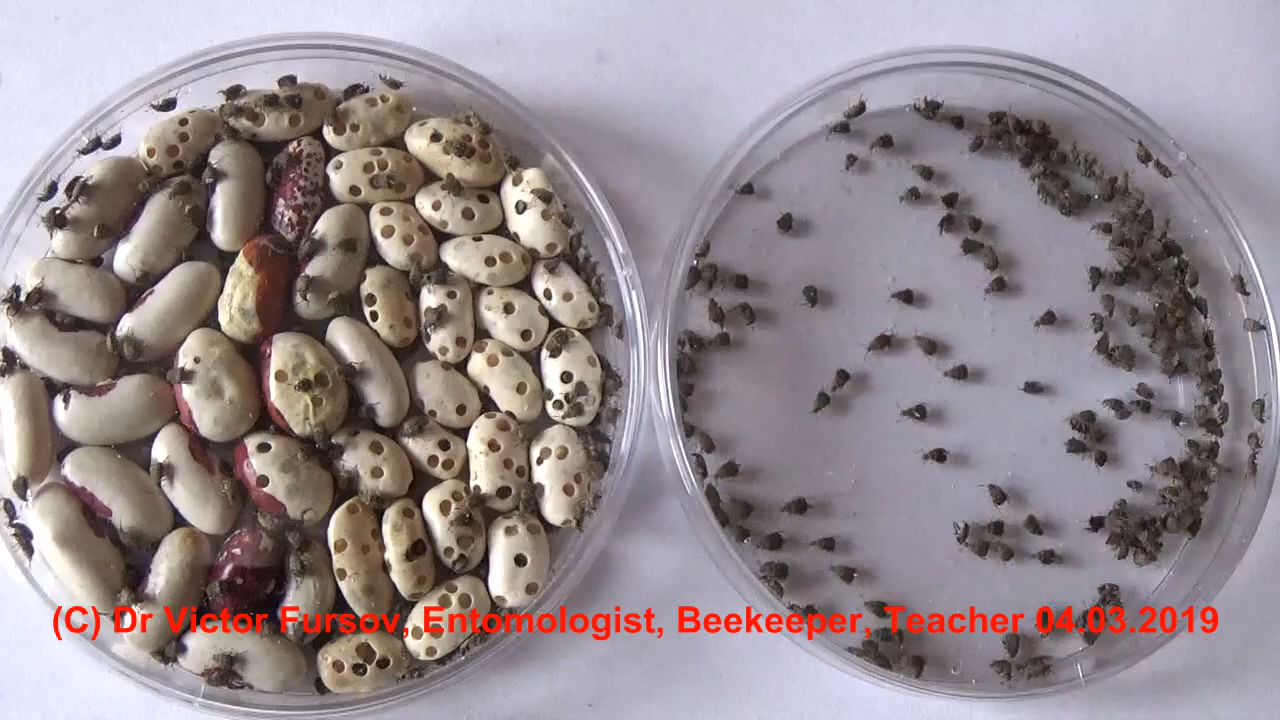 (C) Dr Victor Fursov, Entomologist, Beekeeper, Teacher 04.03.2019